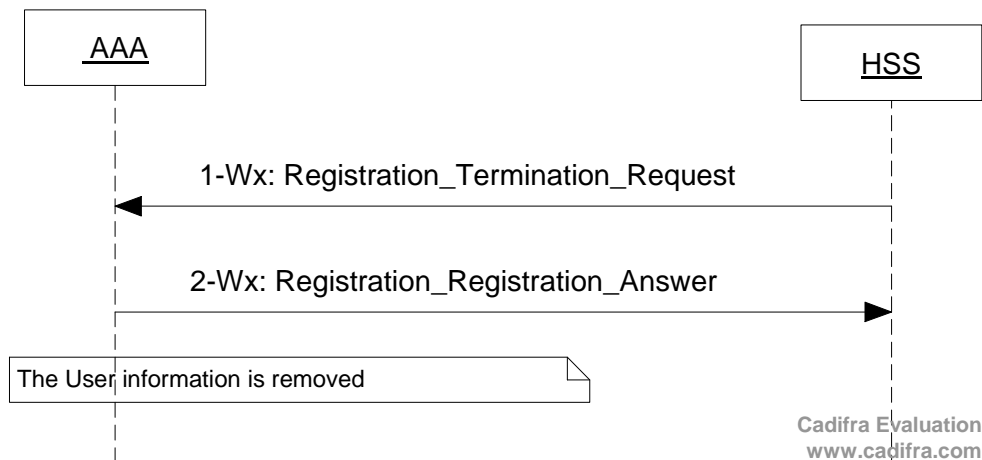 AAA
HSS
1-Wx: Registration_Termination_Request
2-Wx: Registration_Registration_Answer
The User information is removed
Cadifra Evaluation
www.cadifra.com